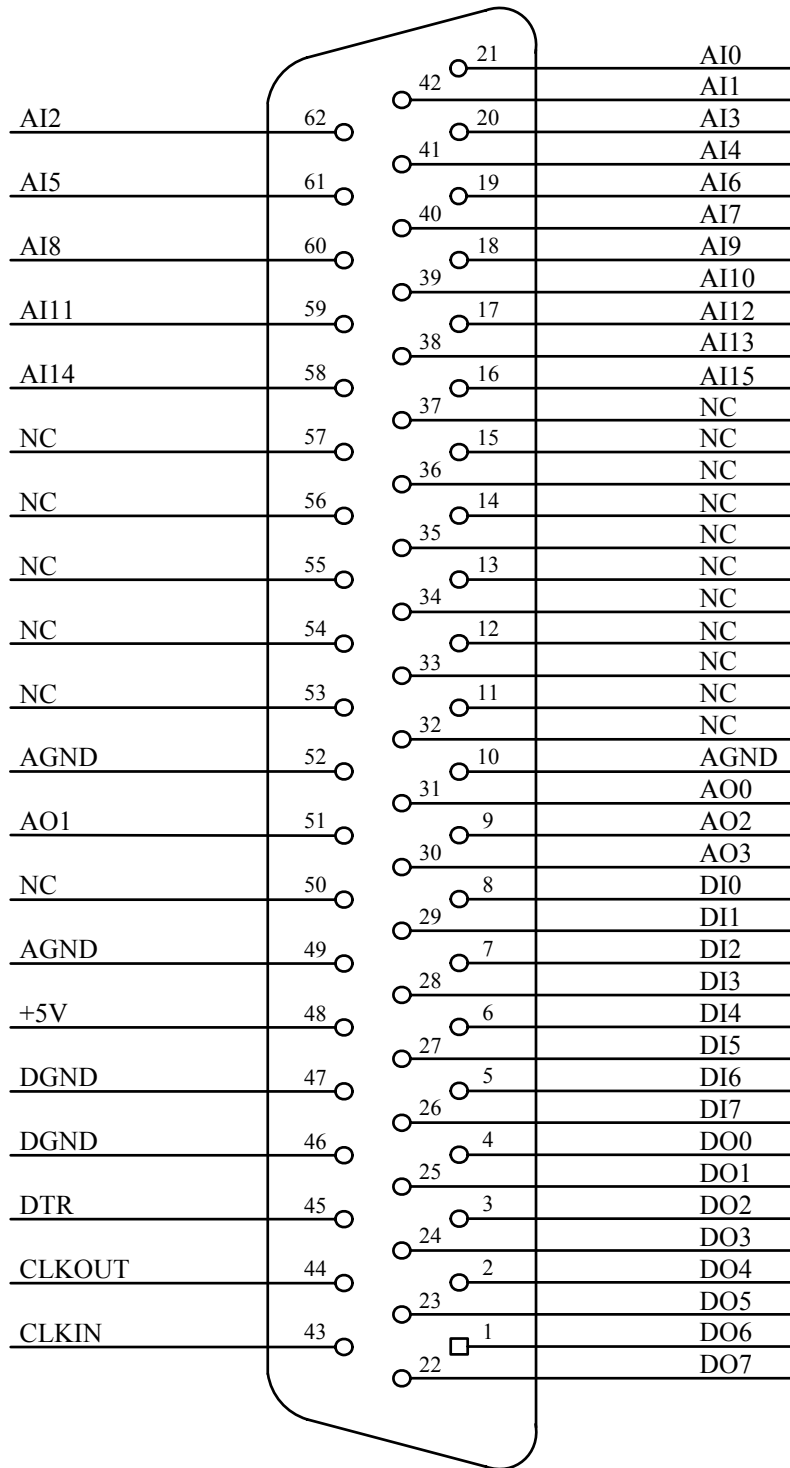 21 AI0
42 AI1
AI2 62 20 AI3
41 AI4
AI5 61 19 AI6
40 AI7
AI8 60 18 AI9
39 AI10
AI11 59 17 AI12
38 AI13
AI14 58 16 AI15
37 NC
NC 57 15 NC
36 NC
NC 56 14 NC
35 NC
NC 55 13 NC
34 NC
NC 54 12 NC
33 NC
NC 53 11 NC
32 NC
AGND 52 10 AGND
31 AO0
AO1 51 9 AO2
30 AO3
NC 50 8 DI0
29 DI1
AGND 49 7 DI2
28 DI3
+5V 48 6 DI4
27 DI5
DGND 47 5 DI6
26 DI7
DGND 46 4 DO0
25 DO1
DTR 45 3 DO2
24 DO3
CLKOUT 44 2 DO4
23 DO5
CLKIN 43 1 DO6
22 DO7